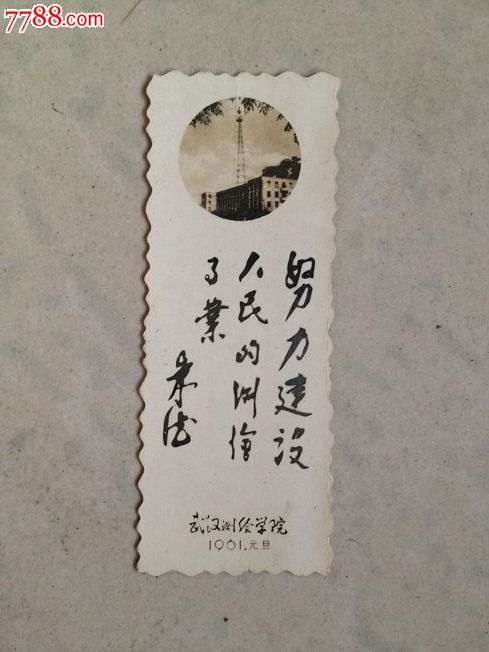 7788.com
努力建设
人民的测绘
事业
朱德
武汉测绘学院
1961.元旦